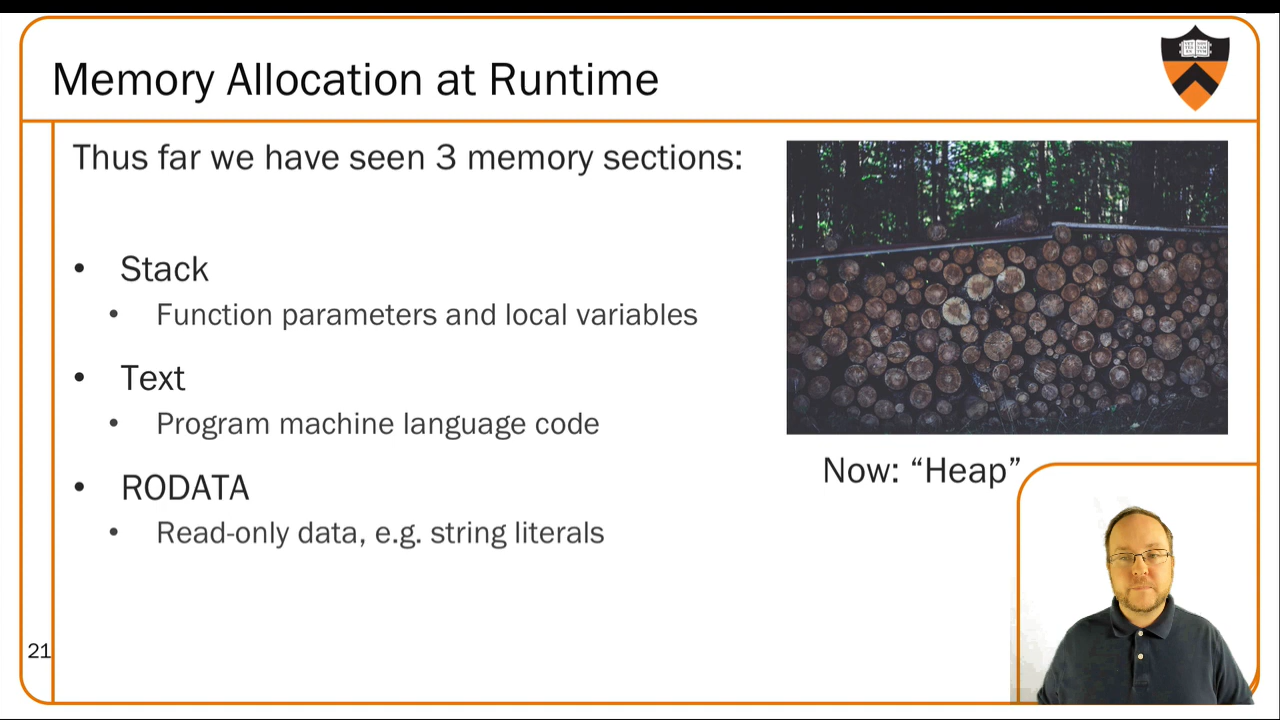 Memory Allocation at Runtime
Thus far we have seen 3 memory sections:
• Stack
• Function parameters and local variables
• Text
• Program machine language code
• RODATA
• Read-only data, e.g. string literals
Now: “Heap”
21